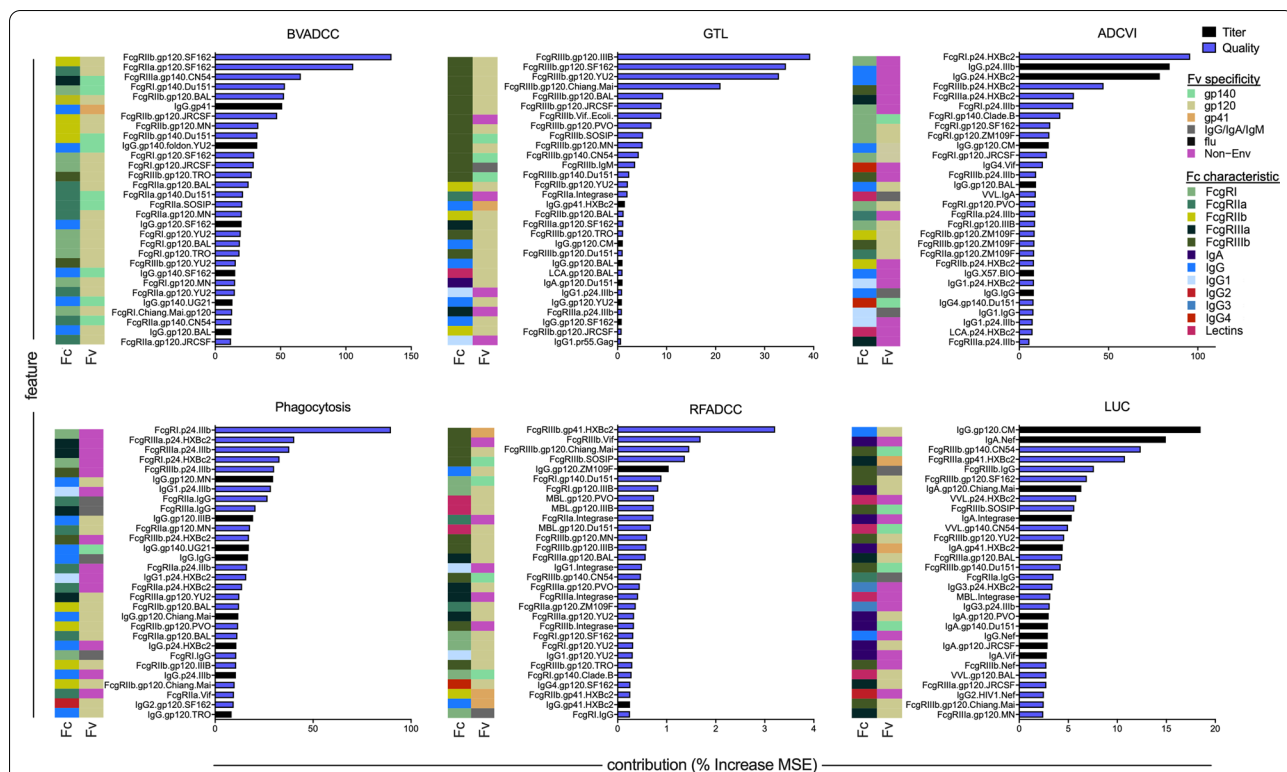 BVADCC
FcgRIIb.gp120.SF162
FcgRIIa.gp120.SF162
FcgRIIIa.gp140.CN54
FcgRI.gp140.Du151
FcgRIIb.gp120.BAL
IgG.gp41
FcgRIIb.gp120.JRCSF
FcgRIIb.gp120.MN
FcgRIIb.gp140.Du151
IgG.gp140.foldon.YU2
FcgRI.gp120.SF162
FcgRI.gp120.JRCSF
FcgRIIIb.gp120.TRO
FcgRIIa.gp120.BAL
FcgRIIa.gp140.Du151
FcgRIIa.SOSIP
FcgRIIa.gp120.MN
IgG.gp120.SF162
FcgRI.gp120.YU2
FcgRI.gp120.BAL
FcgRI.gp120.TRO
FcgRIIIb.gp120.YU2
IgG.gp140.SF162
FcgRI.gp120.MN
FcgRIIa.gp120.YU2
IgG.gp140.UG21
FcgRI.Chiang.Mai.gp120
FcgRIIa.gp140.CN54
IgG.gp120.BAL
FcgRIIa.gp120.JRCSF
0 50 100 150
Fc Fv
GTL
FcgRIIIb.gp120.IIIB
FcgRIIIb.gp120.SF162
FcgRIIIb.gp120.YU2
FcgRIIIb.gp120.Chiang.Mai
FcgRIIIb.gp120.BAL
FcgRIIIb.gp120.JRCSF
FcgRIIIb.Vif.Ecoli.
FcgRIIIb.gp120.PVO
FcgRIIIb.SOSIP
FcgRIIIb.gp120.MN
FcgRIIIb.gp140.CN54
FcgRIIIb.IgM
FcgRIIIb.gp140.Du151
FcgRIIb.gp120.YU2
FcgRIIa.Integrase
IgG.gp41.HXBc2
FcgRIIb.gp120.BAL
FcgRIIIa.gp120.SF162
FcgRIIIb.gp120.TRO
IgG.gp120.CM
FcgRIIIb.gp120.Du151
IgG.gp120.BAL
LCA.gp120.BAL
IgA.gp120.Du151
IgG1.p24.IIIb
IgG.gp120.YU2
FcgRIIIa.p24.IIIb
IgG.gp120.SF162
FcgRIIb.gp120.JRCSF
IgG1.pr55.Gag
0 10 20 30 40
Fc Fv
ADCVI
FcgRI.p24.HXBc2
IgG.p24.IIIb
IgG.p24.HXBc2
FcgRIIIb.p24.HXBc2
FcgRIIIa.p24.HXBc2
FcgRI.p24.IIIb
FcgRI.gp140.Clade.B
FcgRI.gp120.SF162
FcgRI.gp120.ZM109F
IgG.gp120.CM
FcgRI.gp120.JRCSF
IgG4.Vif
FcgRIIIb.p24.IIIb
IgG.gp120.BAL
VVL.IgA
FcgRI.gp120.PVO
FcgRIIa.p24.IIIb
FcgRI.gp120.IIIB
FcgRIIb.gp120.ZM109F
FcgRIIIb.gp120.ZM109F
FcgRIIa.gp120.ZM109F
FcgRIIb.p24.HXBc2
IgG.X57.BIO
IgG1.p24.HXBc2
IgG.IgG
IgG4.gp140.Du151
IgG1.IgG
IgG1.p24.IIIb
LCA.p24.HXBc2
FcgRIIIa.p24.IIIb
0 50 100
Fc Fv
Titer
Quality
Fv specificity
gp140
gp120
gp41
IgG/IgA/IgM
flu
Non-Env
Fc characteristic
FcgRI
FcgRIIa
FcgRIIb
FcgRIIIa
FcgRIIIb
IgA
IgG
IgG1
IgG2
IgG3
IgG4
Lectins
feature
Phagocytosis
FcgRI.p24.IIIb
FcgRIIIa.p24.HXBc2
FcgRIIIa.p24.IIIb
FcgRI.p24.HXBc2
FcgRIIIb.p24.IIIb
IgG.gp120.MN
IgG1.p24.IIIb
FcgRIIa.IgG
FcgRIIIa.IgG
IgG.gp120.IIIB
FcgRIIa.gp120.MN
FcgRIIIb.p24.HXBc2
IgG.gp140.UG21
IgG.IgG
FcgRIIa.p24.IIIb
IgG1.p24.HXBc2
FcgRIIa.p24.HXBc2
FcgRIIIa.gp120.YU2
FcgRIIb.gp120.BAL
IgG.gp120.Chiang.Mai
FcgRIIb.gp120.PVO
FcgRIIa.gp120.BAL
IgG.p24.HXBc2
FcgRI.IgG
FcgRIIb.gp120.IIIB
IgG.p24.IIIb
FcgRIIb.gp120.Chiang.Mai
FcgRIIa.Vif
IgG2.gp120.SF162
IgG.gp120.TRO
0 50 100
Fc Fv
RFADCC
FcgRIIIb.gp41.HXBc2
FcgRIIIb.Vif
FcgRIIIb.gp120.Chiang.Mai
FcgRIIIb.SOSIP
IgG.gp120.ZM109F
FcgRI.gp140.Du151
FcgRI.gp120.IIIB
MBL.gp120.PVO
MBL.gp120.IIIB
FcgRIIa.Integrase
MBL.gp120.Du151
FcgRIIIb.gp120.MN
FcgRIIIb.gp120.IIIB
FcgRIIIa.gp120.BAL
IgG1.Integrase
FcgRIIIb.gp140.CN54
FcgRIIIa.gp120.PVO
FcgRIIIa.Integrase
FcgRIIa.gp120.ZM109F
FcgRIIIa.gp120.YU2
FcgRIIIb.Integrase
FcgRI.gp120.SF162
FcgRI.gp120.YU2
IgG1.gp120.YU2
FcgRIIIb.gp120.TRO
FcgRI.gp140.Clade.B
IgG4.gp120.SF162
FcgRIIb.gp41.HXBc2
IgG.gp41.HXBc2
FcgRI.IgG
0 1 2 3 4
Fc Fv
LUC
IgG.gp120.CM
IgA.Nef
FcgRIIIb.gp140.CN54
FcgRIIIa.gp41.HXBc2
FcgRIIIb.IgG
FcgRIIIb.gp120.SF162
IgA.gp120.Chiang.Mai
VVL.p24.HXBc2
FcgRIIIb.SOSIP
IgA.Integrase
VVL.gp140.CN54
FcgRIIIb.gp120.YU2
IgA.gp41.HXBc2
FcgRIIIa.gp120.BAL
FcgRIIIb.gp140.Du151
FcgRIIa.IgG
IgG3.p24.HXBc2
MBL.Integrase
IgG3.p24.IIIb
IgA.gp120.PVO
IgA.gp140.Du151
IgG.Nef
IgA.gp120.JRCSF
IgA.Vif
FcgRIIIb.Nef
VVL.gp120.BAL
FcgRIIIa.gp120.JRCSF
IgG2.HIV1.Nef
FcgRIIIb.gp120.Chiang.Mai
FcgRIIIa.gp120.MN
0 5 10 15 20
Fc Fv
contribution (% Increase MSE)